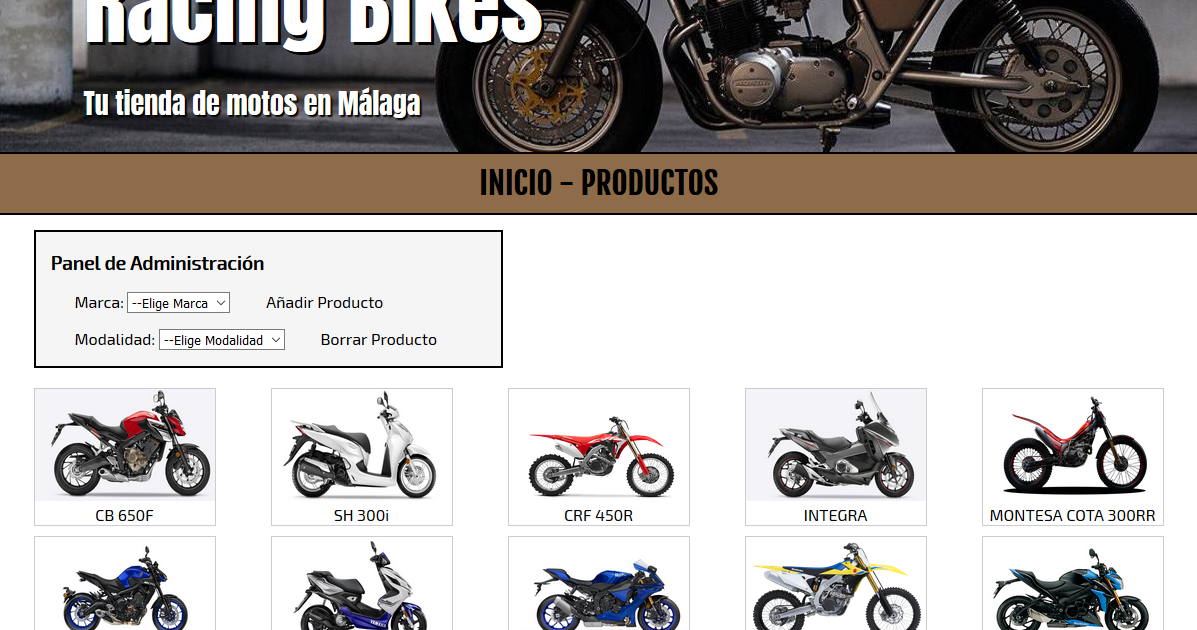 Racing Bikes
Tu tienda de motos en Málaga
INICIO – PRODUCTOS
Panel de Administración
Marca: --Elige Marca Añadir Producto
Modalidad: --Elige Modalidad Borrar Producto
CB 650F
SH 300i
CRF 450R
INTEGRA
MONTESA COTA 300RR
YAMAHA